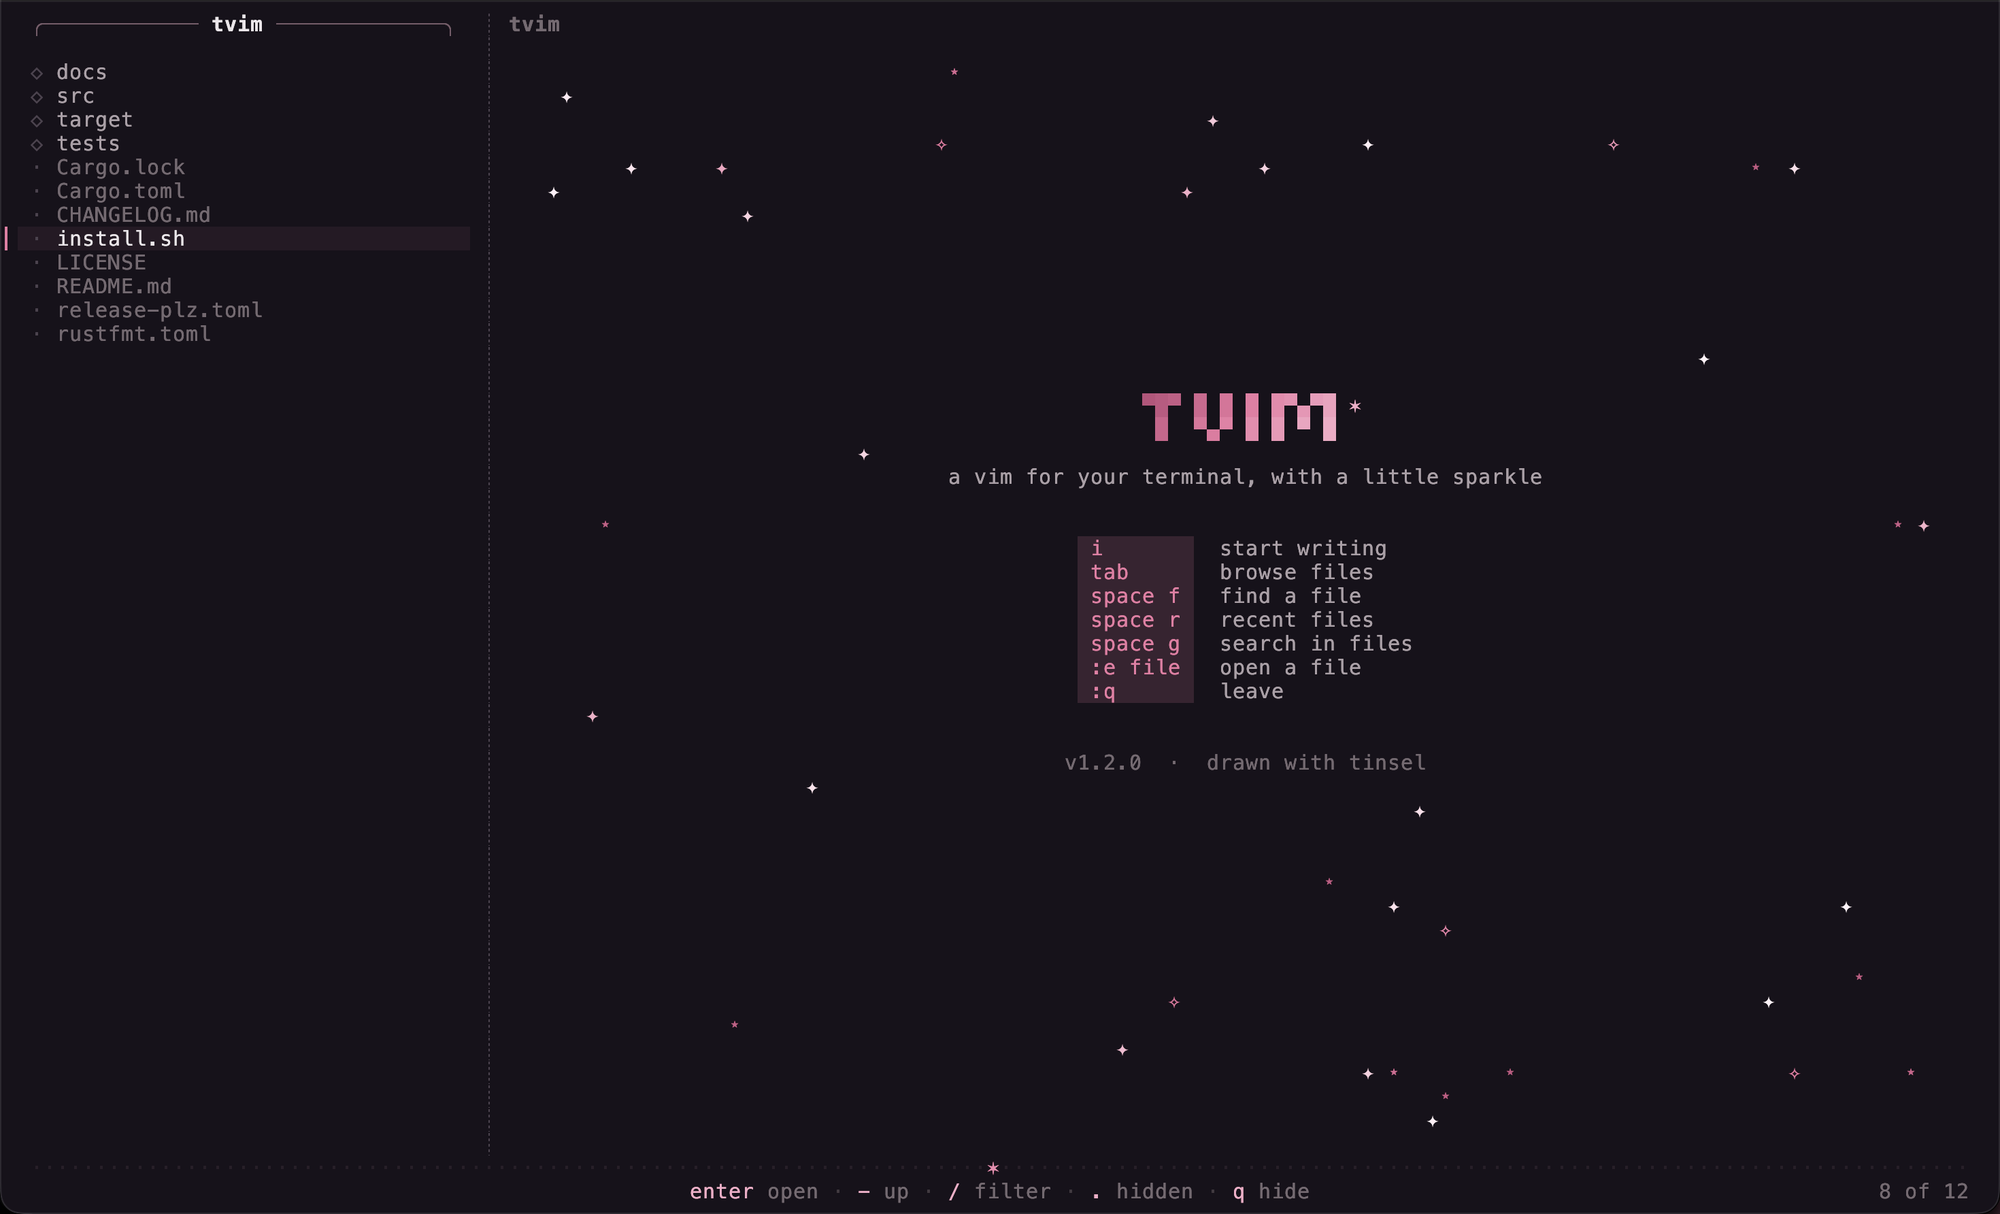 tvim
docs
src
target
tests
Cargo.lock
Cargo.toml
CHANGELOG.md
install.sh
LICENSE
README.md
release-plz.toml
rustfmt.toml
tvim
TVIM
a vim for your terminal, with a little sparkle
i start writing
tab browse files
space f find a file
space r recent files
space g search in files
:e file open a file
:q leave
v1.2.0 · drawn with tinsel
enter open · - up · / filter · . hidden · q hide
8 of 12